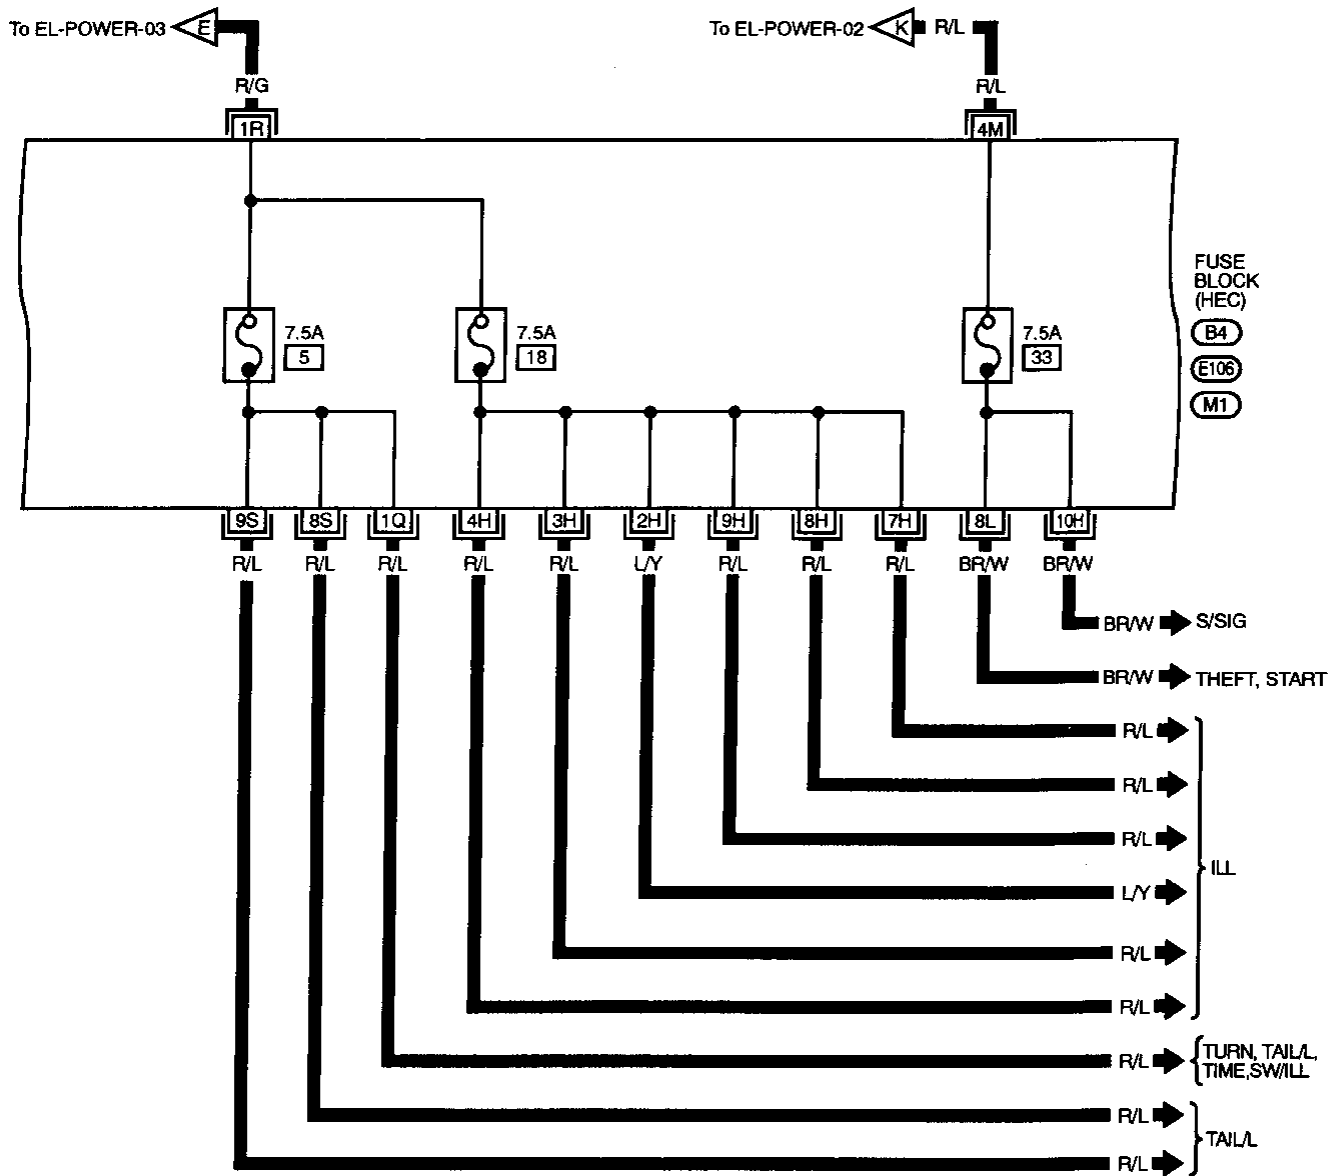 To EL-POWER-03 E
To EL-POWER-02 K R/L
R/G
R/L
1R
4M
FUSE
BLOCK
(HEC)
B4
E106
M1
7.5A
5
7.5A
18
7.5A
33
9S 8S 1Q 4H 3H 2H 9H 8H 7H 8L 10H
R/L R/L R/L R/L R/L L/Y R/L R/L R/L BR/W BR/W
BR/W S/SIG
BR/W THEFT, START
R/L
R/L
R/L
ILL
L/Y
R/L
R/L
R/L
TURN, TAIL/L,
TIME,SW/ILL
R/L
TAIL/L
R/L